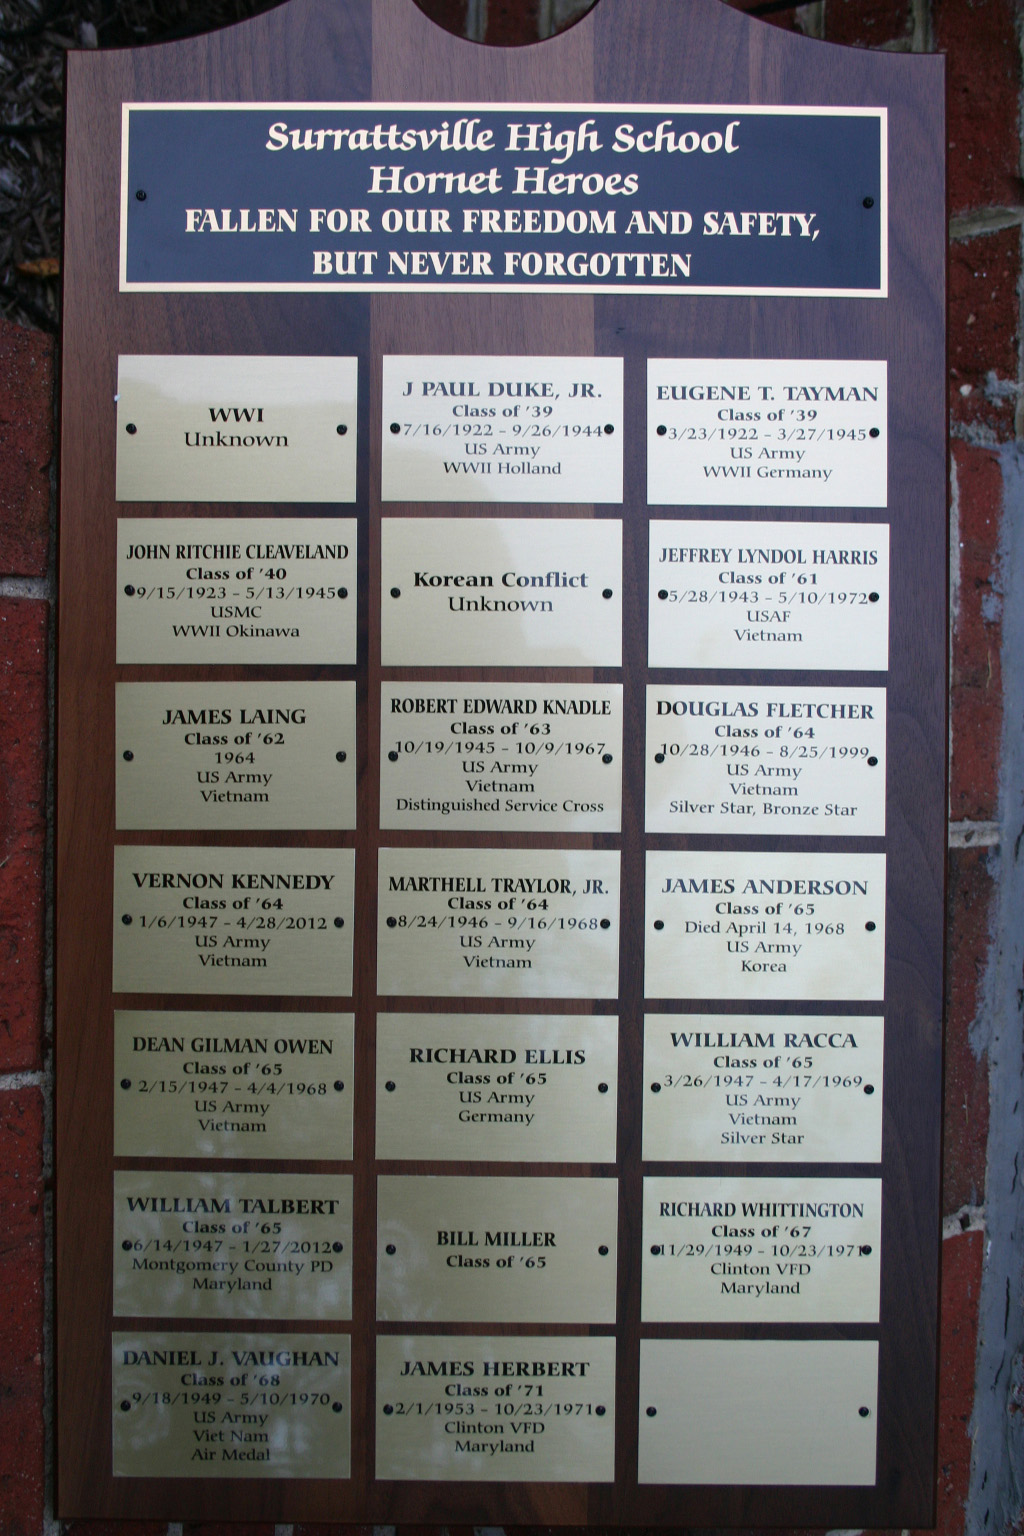 Surrattsville High School
Hornet Heroes
FALLEN FOR OUR FREEDOM AND SAFETY,
BUT NEVER FORGOTTEN
WWI
Unknown
J PAUL DUKE, JR.
Class of '39
7/16/1922 - 9/26/1944
US Army
WWII Holland
EUGENE T. TAYMAN
Class of '39
3/23/1922 - 3/27/1945
US Army
WWII Germany
JOHN RITCHIE CLEAVELAND
Class of '40
9/15/1923 - 5/13/1945
USMC
WWII Okinawa
Korean Conflict
Unknown
JEFFREY LYNDOL HARRIS
Class of '61
5/28/1943 - 5/10/1972
USAF
Vietnam
JAMES LAING
Class of '62
1964
US Army
Vietnam
ROBERT EDWARD KNADLE
Class of '63
10/19/1945 - 10/9/1967
US Army
Vietnam
Distinguished Service Cross
DOUGLAS FLETCHER
Class of '64
10/28/1946 - 8/25/1999
US Army
Vietnam
Silver Star, Bronze Star
VERNON KENNEDY
Class of '64
1/6/1947 - 4/28/2012
US Army
Vietnam
MARTHELL TRAYLOR, JR.
Class of '64
8/24/1946 - 9/16/1968
US Army
Vietnam
JAMES ANDERSON
Class of '65
Died April 14, 1968
US Army
Korea
DEAN GILMAN OWEN
Class of '65
2/15/1947 - 4/4/1968
US Army
Vietnam
RICHARD ELLIS
Class of '65
US Army
Germany
WILLIAM RACCA
Class of '65
3/26/1947 - 4/17/1969
US Army
Vietnam
Silver Star
WILLIAM TALBERT
Class of '65
6/14/1947 - 1/27/2012
Montgomery County PD
Maryland
BILL MILLER
Class of '65
RICHARD WHITTINGTON
Class of '67
11/29/1949 - 10/23/1971
Clinton VFD
Maryland
DANIEL J. VAUGHAN
Class of '68
9/18/1949 - 5/10/1970
US Army
Viet Nam
Air Medal
JAMES HERBERT
Class of '71
2/1/1953 - 10/23/1971
Clinton VFD
Maryland